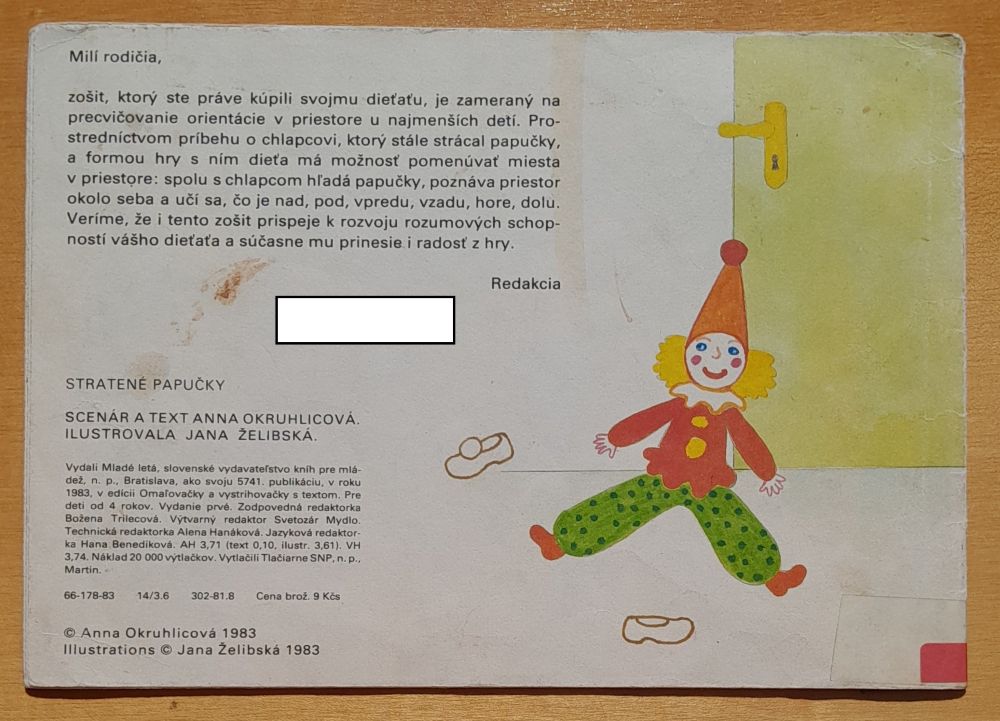 Milí rodičia,
zošit, ktorý ste práve kúpili svojmu dieťaťu, je zameraný na
precvičovanie orientácie v priestore u najmenších detí. Pro-
stredníctvom príbehu o chlapcovi, ktorý stále strácal papučky,
a formou hry s ním dieťa má možnosť pomenúvať miesta
v priestore: spolu s chlapcom hľadá papučky, poznáva priestor
okolo seba a učí sa, čo je nad, pod, vpredu, vzadu, hore, dolu.
Veríme, že i tento zošit prispeje k rozvoju rozumových schop-
ností vášho dieťaťa a súčasne mu prinesie i radosť z hry.
Redakcia
STRATENÉ PAPUČKY
SCENÁR A TEXT ANNA OKRUHLICOVÁ.
ILUSTROVALA JANA ŽELIBSKÁ.
Vydali Mladé letá, slovenské vydavateľstvo kníh pre mlá-
dež, n. p., Bratislava, ako svoju 5741. publikáciu, v roku
1983, v edícii Omaľovačky a vystrihovačky s textom. Pre
deti od 4 rokov. Vydanie prvé. Zodpovedná redaktorka
Božena Trilecová. Výtvarný redaktor Svetozár Mydlo.
Technická redaktorka Alena Hanáková. Jazyková redaktor-
ka Hana Benedíková. AH 3,71 (text 0,10, ilustr. 3,61). VH
3,74. Náklad 20 000 výtlačkov. Vytlačili Tlačiarne SNP, n. p.,
Martin.
66-178-83 14/3.6 302-81.8 Cena brož. 9 Kčs
© Anna Okruhlicová 1983
Illustrations © Jana Želibská 1983